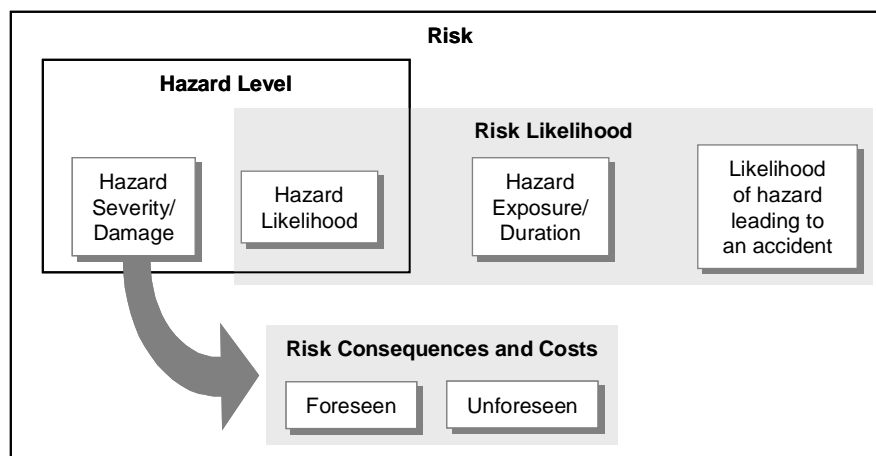 Risk
Hazard Level
Risk Likelihood
Hazard
Severity/
Damage
Hazard
Likelihood
Hazard
Exposure/
Duration
Likelihood
of hazard
leading to
an accident
Risk Consequences and Costs
Foreseen
Unforeseen